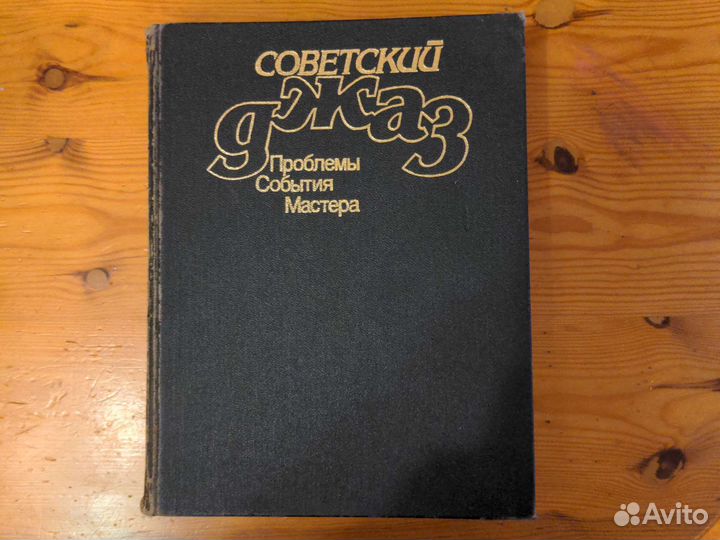 СОВЕТСКИЙ
джаз
Проблемы
События
Мастера
Avito